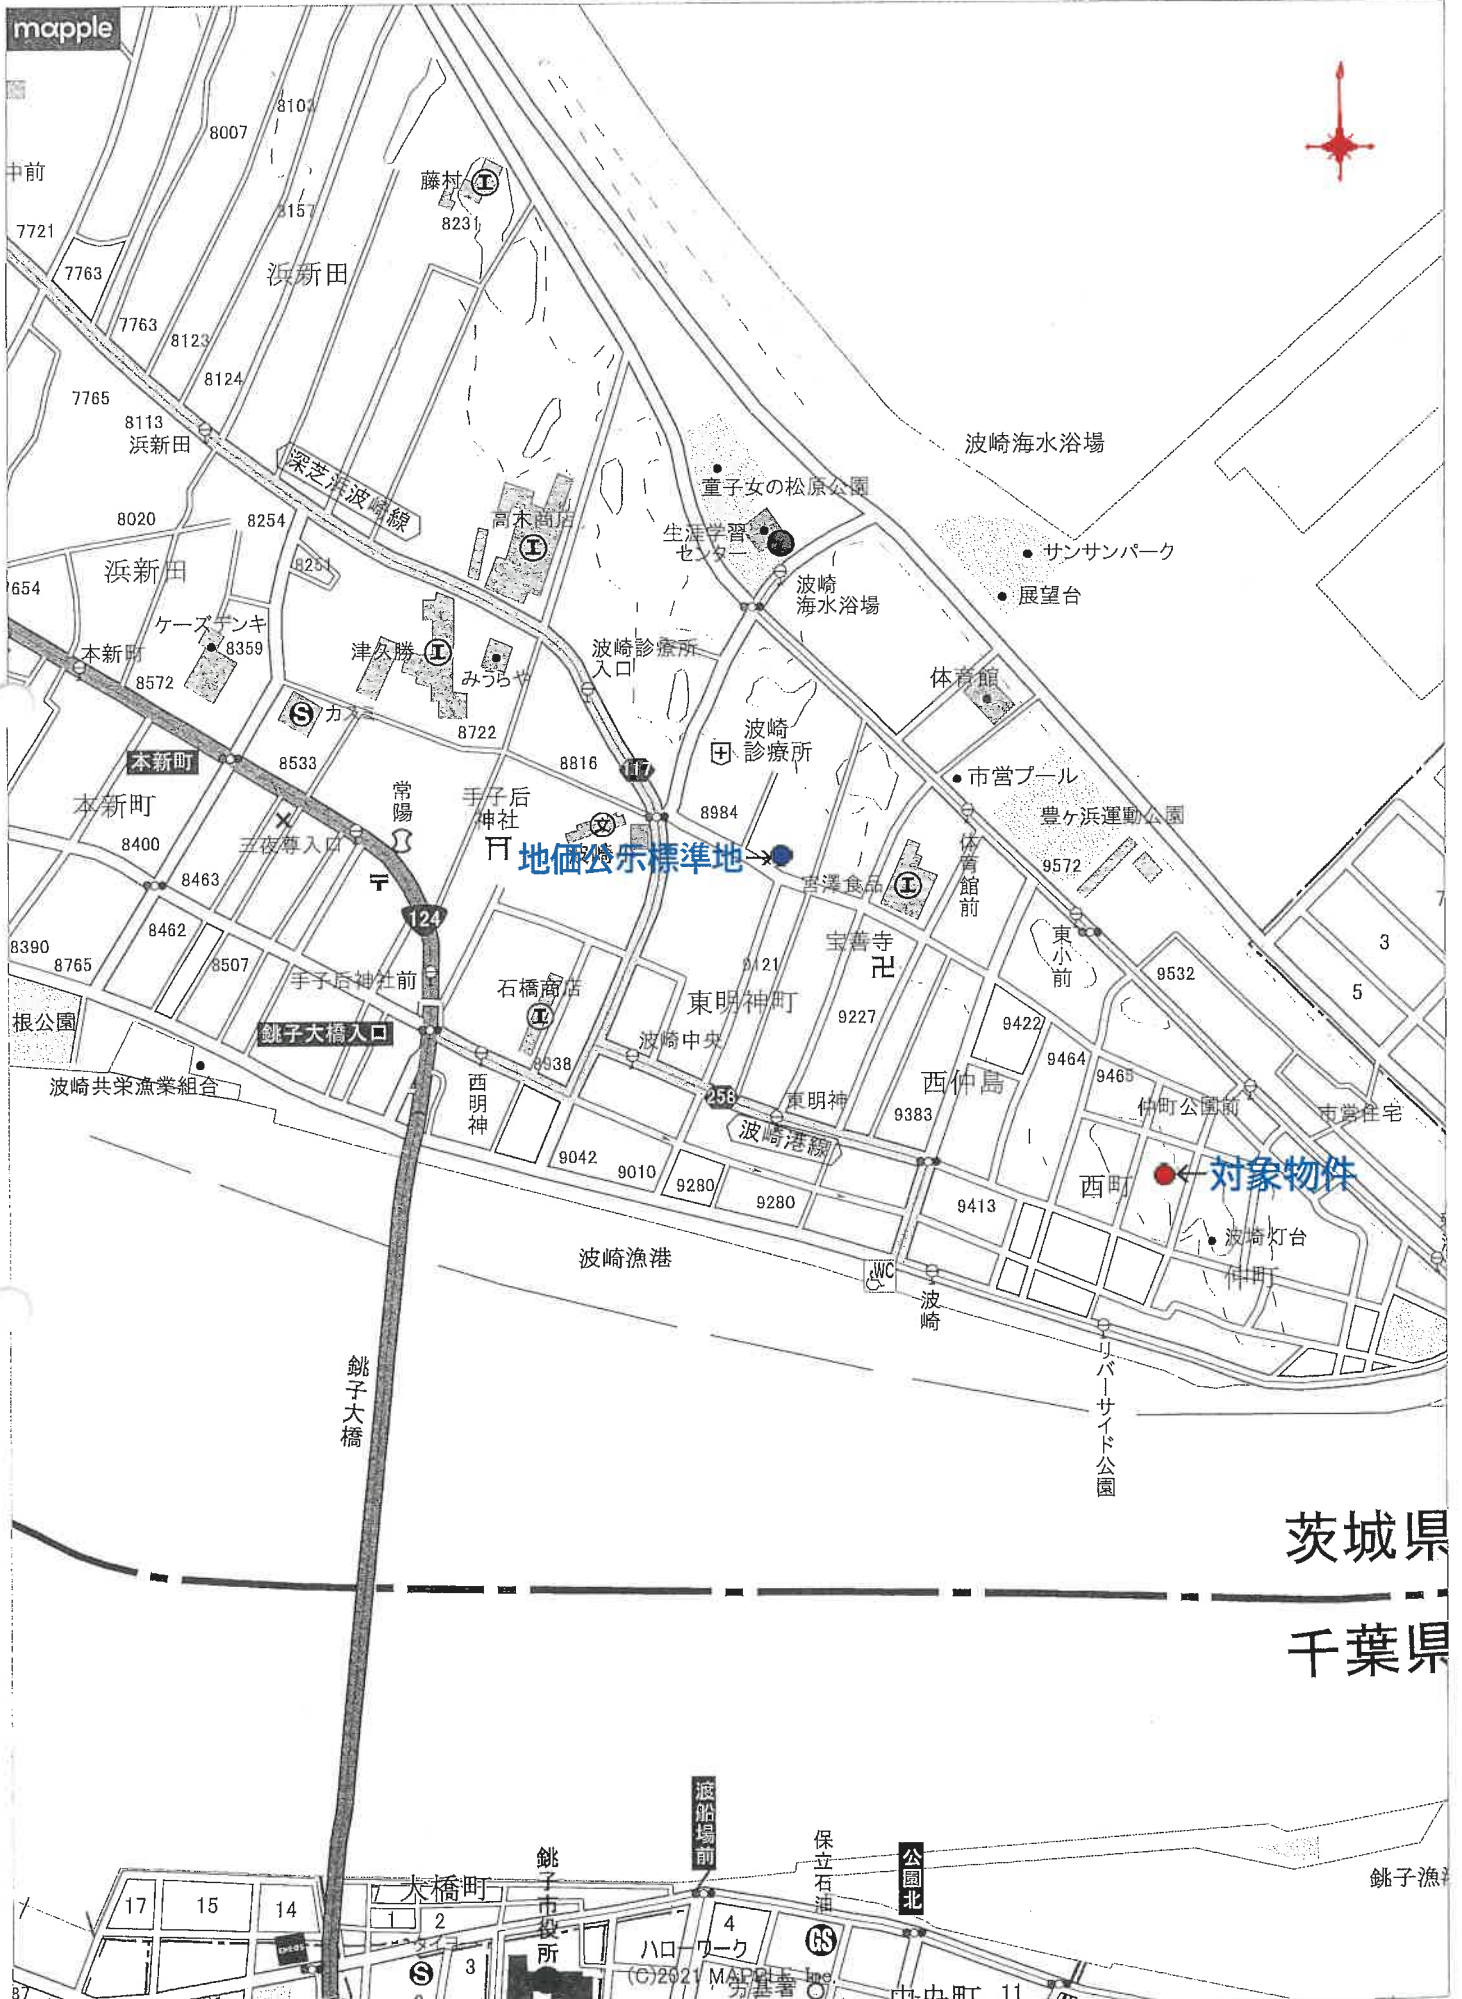 mapple
8103
8007
中前
藤村
8157
8231
7721
7763
浜新田
7763
8123
8124
7765
8113
浜新田
波崎海水浴場
深芝浜波崎線
童子女の松原公園
8020
8254
高木商店
生涯学習
センター
サンサンパーク
浜新田
8251
波崎
海水浴場
展望台
7654
ケーズデンキ
8359
津久勝
波崎診療所
入口
本新町
みうらや
体育館
8572
カスミ
8722
波崎
診療所
本新町
8533
8816
117
市営プール
本新町
常陽
手子后
神社
8984
豊ヶ浜運動公園
8400
三夜尊入口
地価公示標準地
体育館前
9572
8463
宮澤食品
124
8462
宝善寺
東小前
3
8390
8765
8507
手子后神社前
石橋商店
9121
9532
東明神町
5
根公園
銚子大橋入口
9227
9422
波崎中央
8938
9464
9465
波崎共栄漁業組合
西明神
西仲島
258
東明神
9383
仲町公園前
市営住宅
波崎港線
9042
9010
9280
9280
西町
対象物件
9413
波崎灯台
波崎漁港
WC
仲町
波崎
リバーサイド公園
銚子大橋
茨城県
千葉県
渡船場前
保立石油
公園北
銚子市役所
大橋町
銚子漁
17
15
14
1
2
4
タイヨー
GS
ハローワーク
3
(C)2021 MAPPLE Inc.
労基署
中央町
11
87